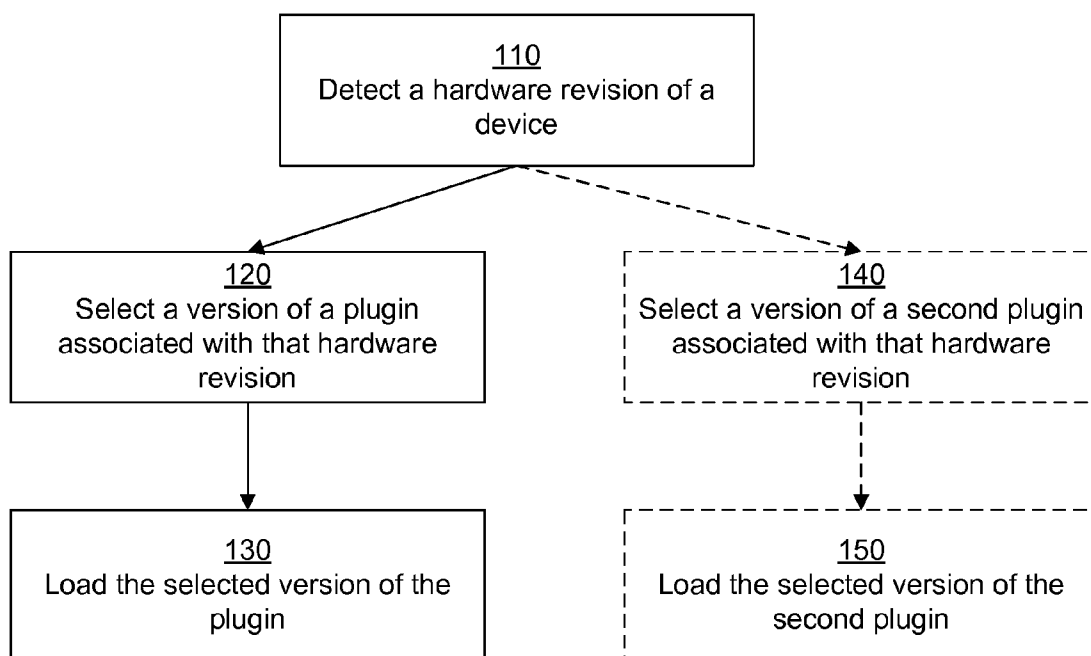 110
Detect a hardware revision of a
device
120
Select a version of a plugin
associated with that hardware
revision
140
Select a version of a second plugin
associated with that hardware
revision
130
Load the selected version of the
plugin
150
Load the selected version of the
second plugin